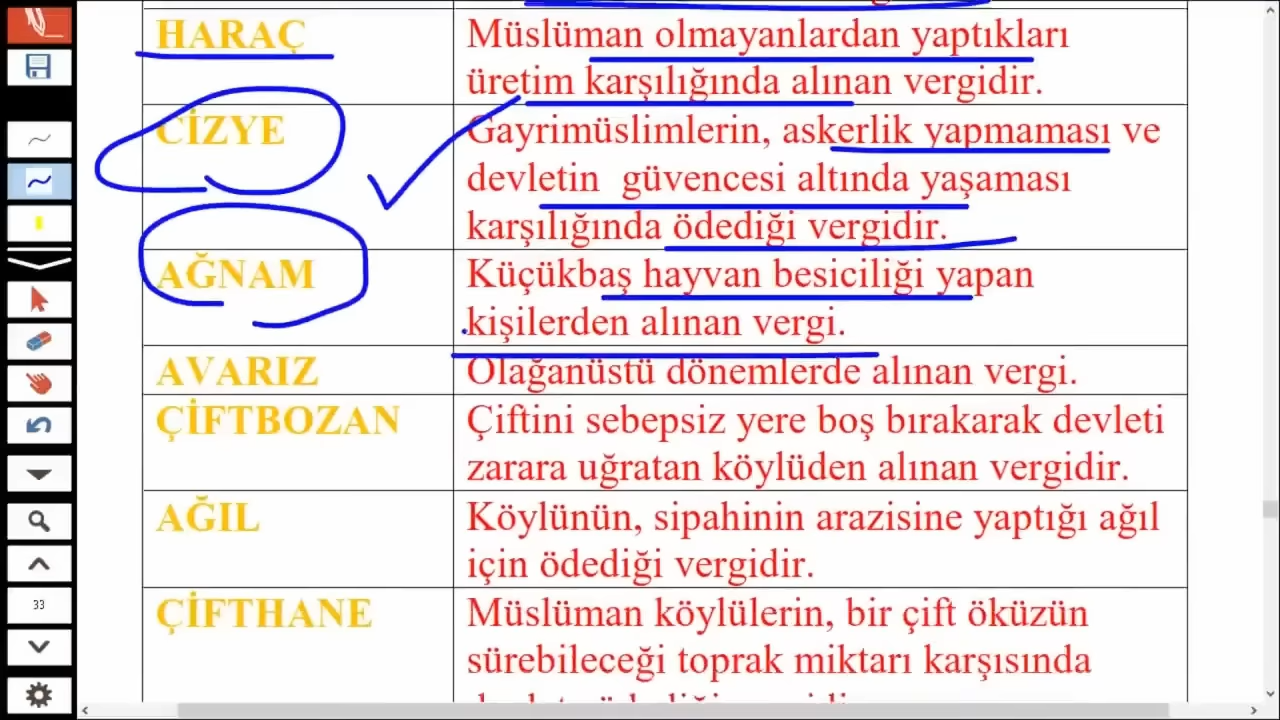 HARAÇ
Müslüman olmayanlardan yaptıkları
üretim karşılığında alınan vergidir.
CİZYE
Gayrimüslimlerin, askerlik yapmaması ve
devletin güvencesi altında yaşaması
karşılığında ödediği vergidir.
AĞNAM
Küçükbaş hayvan besiciliği yapan
kişilerden alınan vergi.
AVARIZ
Olağanüstü dönemlerde alınan vergi.
ÇİFTBOZAN
Çiftini sebepsiz yere boş bırakarak devleti
zarara uğratan köylüden alınan vergidir.
AĞIL
Köylünün, sipahinin arazisine yaptığı ağıl
için ödediği vergidir.
ÇİFTHANE
Müslüman köylülerin, bir çift öküzün
sürebileceği toprak miktarı karşısında
33